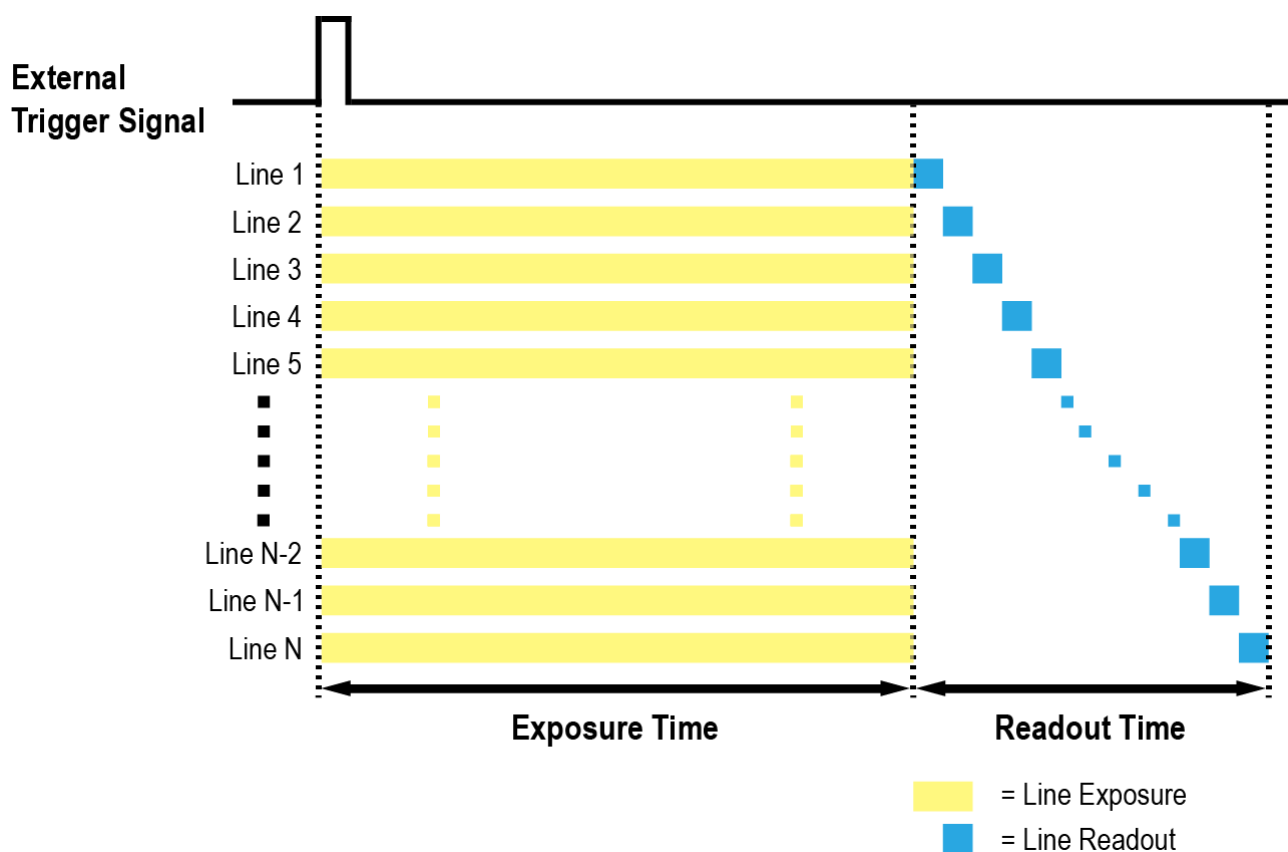 External
Trigger Signal
Line 1
Line 2
Line 3
Line 4
Line 5
Line N-2
Line N-1
Line N
Exposure Time
Readout Time
= Line Exposure
= Line Readout